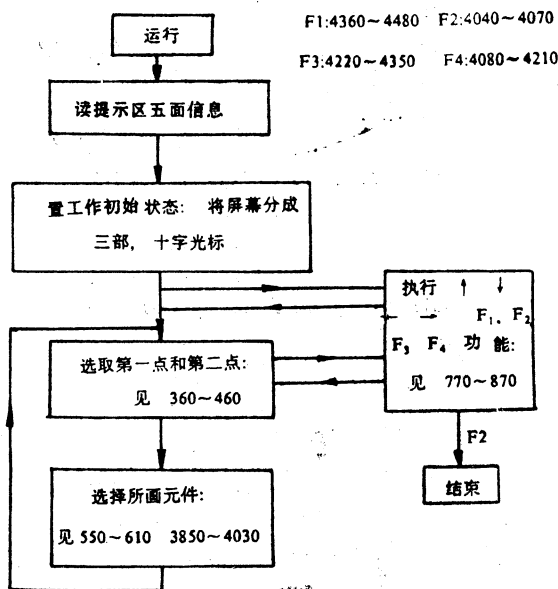 运行
F1:4360～4480 F2:4040～4070
F3:4220～4350 F4:4080～4210
读提示区五面信息
置工作初始状态: 将屏幕分成
三部, 十字光标
执行 ↑ ↓
← → F₁、F₂
F₃ F₄ 功能:
见 770～870
选取第一点和第二点:
见 360～460
F2
结束
选择所画元件:
见 550～610 3850～4030